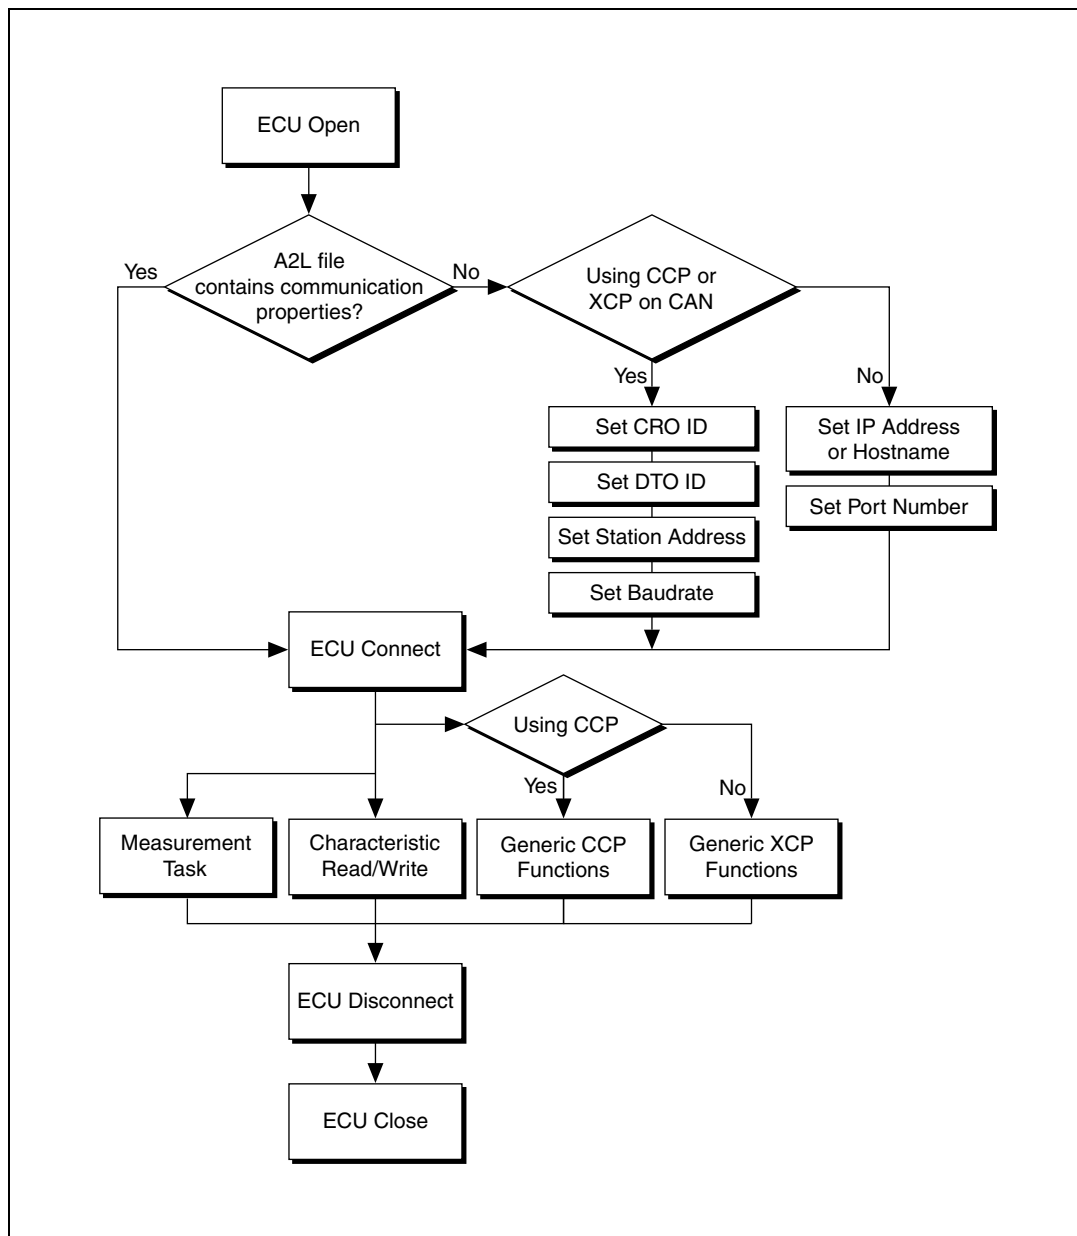 ECU Open
A2L file
contains communication
properties?
Yes
No
Using CCP or
XCP on CAN
Yes
No
Set CRO ID
Set DTO ID
Set Station Address
Set Baudrate
Set IP Address
or Hostname
Set Port Number
ECU Connect
Using CCP
Yes
No
Measurement
Task
Characteristic
Read/Write
Generic CCP
Functions
Generic XCP
Functions
ECU Disconnect
ECU Close